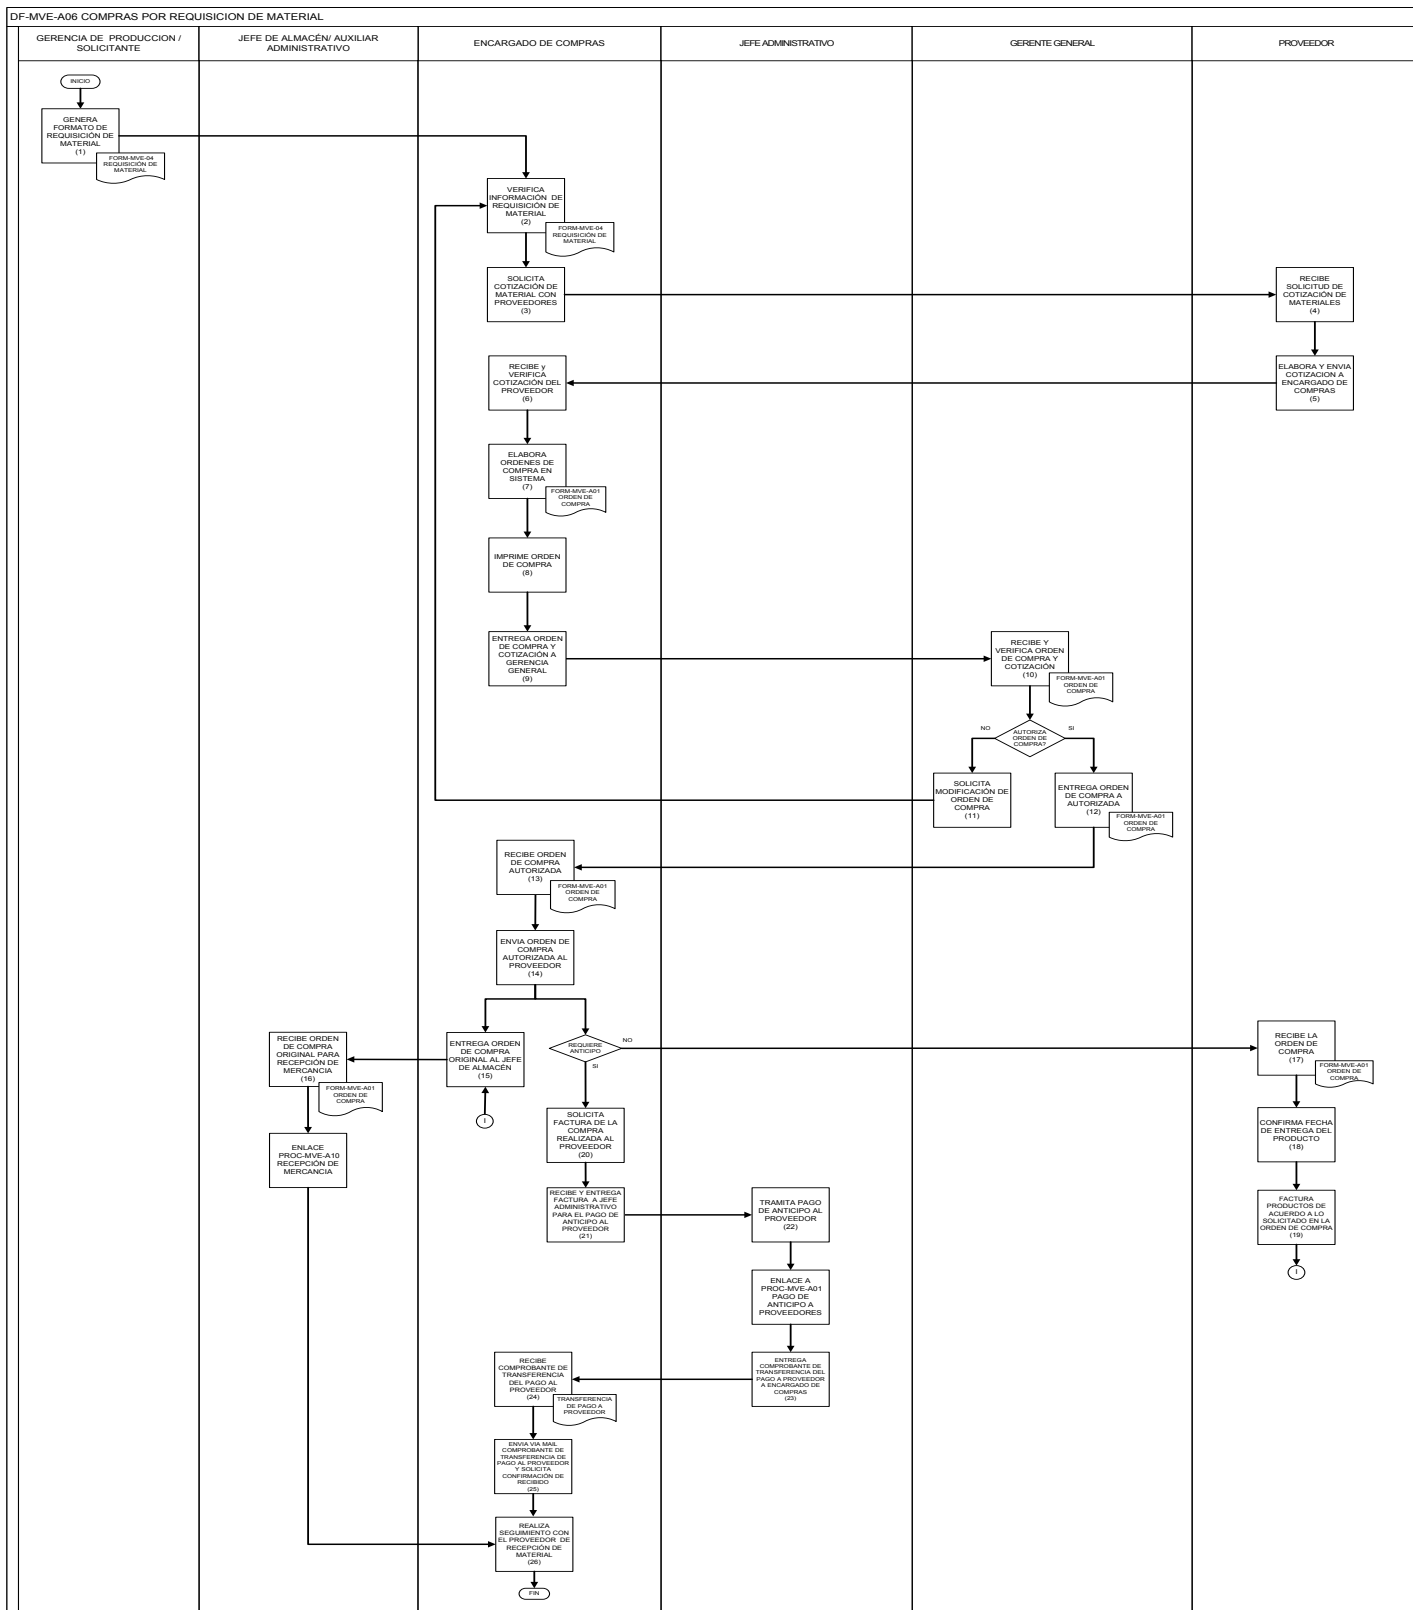 DF-MVE-A06 COMPRAS POR REQUISICION DE MATERIAL
GERENCIA DE PRODUCCION /
SOLICITANTE
JEFE DE ALMACÉN/ AUXILIAR
ADMINISTRATIVO
ENCARGADO DE COMPRAS
JEFE ADMINISTRATIVO
GERENTE GENERAL
PROVEEDOR
INICIO
GENERA
FORMATO DE
REQUISICIÓN DE
MATERIAL
(1)
FORM-MVE-04
REQUISICIÓN DE
MATERIAL
VERIFICA
INFORMACIÓN DE
REQUISICIÓN DE
MATERIAL
(2)
FORM-MVE-04
REQUISICIÓN DE
MATERIAL
SOLICITA
COTIZACIÓN DE
MATERIAL CON
PROVEEDORES
(3)
RECIBE
SOLICITUD DE
COTIZACIÓN DE
MATERIALES
(4)
ELABORA Y ENVIA
COTIZACION A
ENCARGADO DE
COMPRAS
(5)
RECIBE y
VERIFICA
COTIZACIÓN DEL
PROVEEDOR
(6)
ELABORA
ORDENES DE
COMPRA EN
SISTEMA
(7)
FORM-MVE-A01
ORDEN DE
COMPRA
IMPRIME ORDEN
DE COMPRA
(8)
ENTREGA ORDEN
DE COMPRA Y
COTIZACIÓN A
GERENCIA
GENERAL
(9)
RECIBE Y
VERIFICA ORDEN
DE COMPRA Y
COTIZACIÓN
(10)
FORM-MVE-A01
ORDEN DE
COMPRA
NO
AUTORIZA
ORDEN DE
COMPRA?
SI
SOLICITA
MODIFICACIÓN DE
ORDEN DE
COMPRA
(11)
ENTREGA ORDEN
DE COMPRA A
AUTORIZADA
(12)
FORM-MVE-A01
ORDEN DE
COMPRA
RECIBE ORDEN
DE COMPRA
AUTORIZADA
(13)
FORM-MVE-A01
ORDEN DE
COMPRA
ENVIA ORDEN DE
COMPRA
AUTORIZADA AL
PROVEEDOR
(14)
RECIBE ORDEN
DE COMPRA
ORIGINAL PARA
RECEPCIÓN DE
MERCANCIA
(16)
FORM-MVE-A01
ORDEN DE
COMPRA
ENTREGA ORDEN
DE COMPRA
ORIGINAL AL JEFE
DE ALMACÉN
(15)
REQUIERE
ANTICIPO
NO
SI
RECIBE LA
ORDEN DE
COMPRA
(17)
FORM-MVE-A01
ORDEN DE
COMPRA
I
ENLACE
PROC-MVE-A10
RECEPCIÓN DE
MERCANCIA
SOLICITA
FACTURA DE LA
COMPRA
REALIZADA AL
PROVEEDOR
(20)
CONFIRMA FECHA
DE ENTREGA DEL
PRODUCTO
(18)
RECIBE Y ENTREGA
FACTURA A JEFE
ADMINISTRATIVO
PARA EL PAGO DE
ANTICIPO AL
PROVEEDOR
(21)
TRAMITA PAGO
DE ANTICIPO AL
PROVEEDOR
(22)
FACTURA
PRODUCTOS DE
ACUERDO A LO
SOLICITADO EN LA
ORDEN DE COMPRA
(19)
I
ENLACE A
PROC-MVE-A01
PAGO DE
ANTICIPO A
PROVEEDORES
RECIBE
COMPROBANTE DE
TRANSFERENCIA
DEL PAGO AL
PROVEEDOR
(24)
TRANSFERENCIA
DE PAGO A
PROVEEDOR
ENTREGA
COMPROBANTE DE
TRANSFERENCIA DEL
PAGO A PROVEEDOR
A ENCARGADO DE
COMPRAS
(23)
ENVIA VIA MAIL
COMPROBANTE DE
TRANSFERENCIA DE
PAGO AL PROVEEDOR
Y SOLICITA
CONFIRMACIÓN DE
RECIBIDO
(25)
REALIZA
SEGUIMIENTO CON
EL PROVEEDOR DE
RECEPCIÓN DE
MATERIAL
(26)
FIN